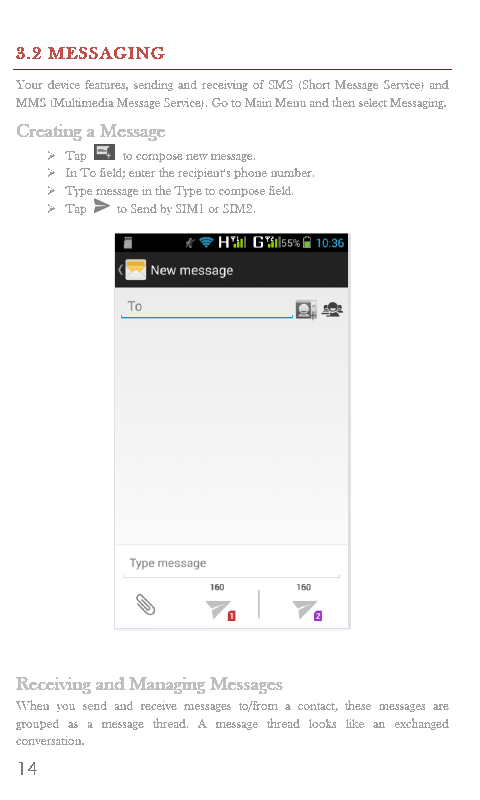 3.2 MESSAGING
Your device features, sending and receiving of SMS (Short Message Service) and
MMS (Multimedia Message Service). Go to Main Menu and then select Messaging.
Creating a Message
➢ Tap to compose new message.
➢ In To field; enter the recipient's phone number.
➢ Type message in the Type to compose field.
➢ Tap to Send by SIM1 or SIM2.
H G 55% 10:36
New message
To
Type message
160 160
1 2
Receiving and Managing Messages
When you send and receive messages to/from a contact, these messages are
grouped as a message thread. A message thread looks like an exchanged
conversation.
14